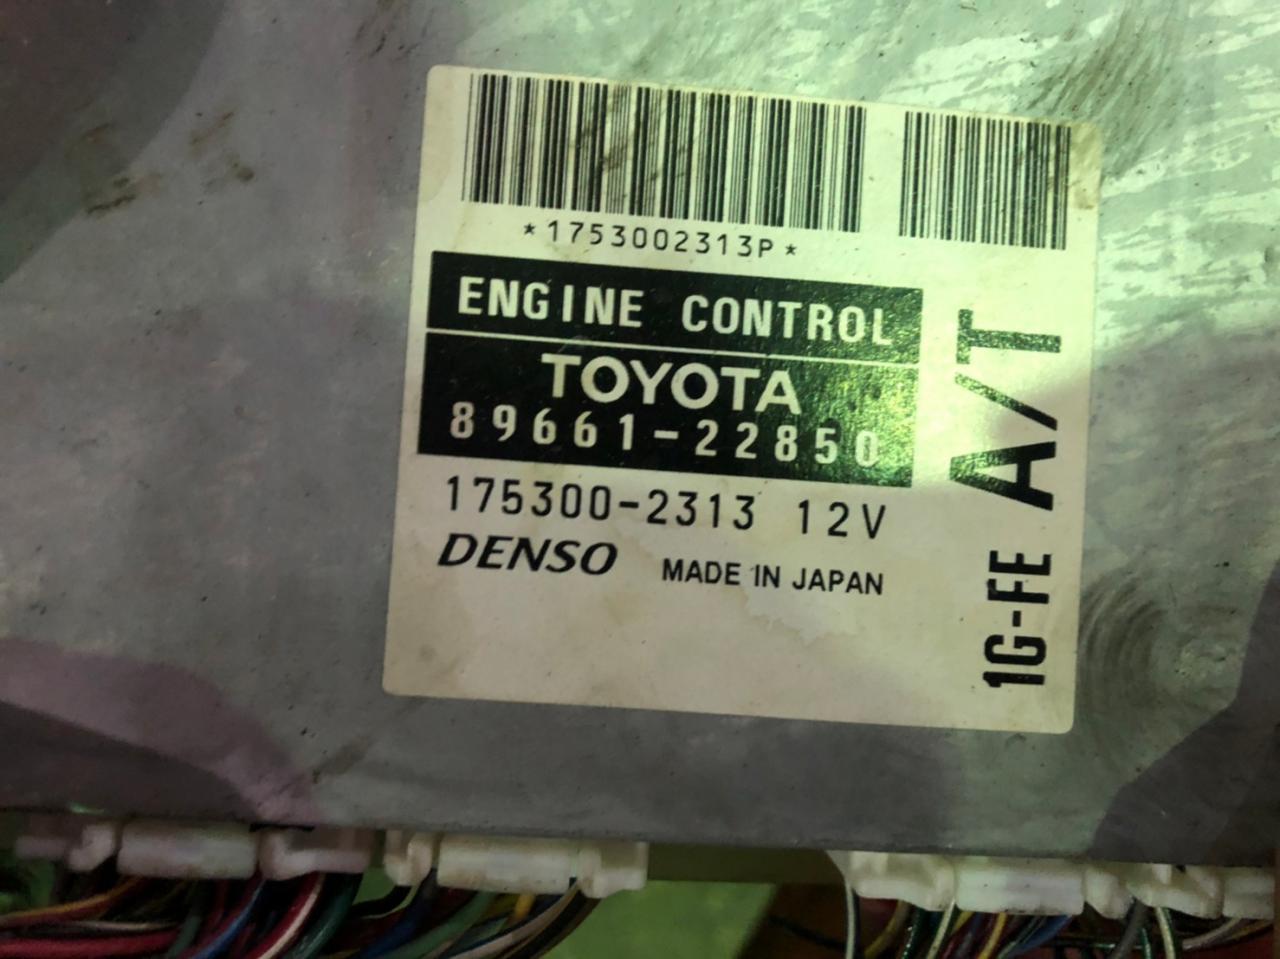 *1753002313P*
ENGINE CONTROL
TOYOTA
89661-22850
175300-2313 12V
DENSO MADE IN JAPAN
1G-FE A/T